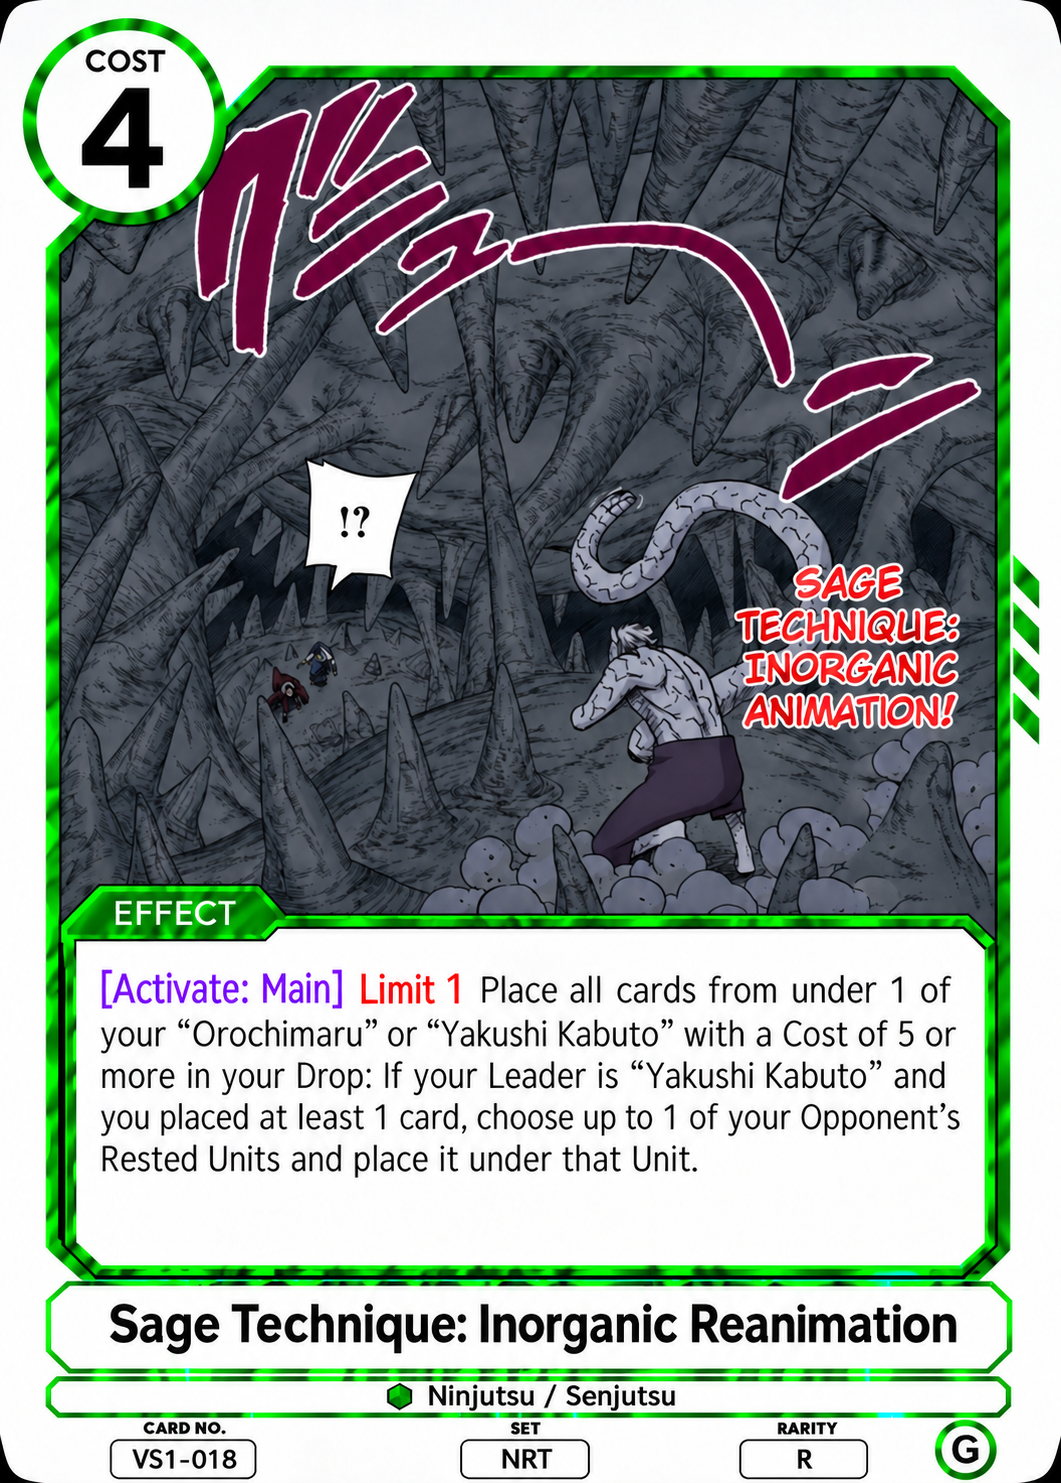 COST
4
グジューン
!?
SAGE
TECHNIQUE:
INORGANIC
ANIMATION!
EFFECT
[Activate: Main] Limit 1 Place all cards from under 1 of
your “Orochimaru” or “Yakushi Kabuto” with a Cost of 5 or
more in your Drop: If your Leader is “Yakushi Kabuto” and
you placed at least 1 card, choose up to 1 of your Opponent’s
Rested Units and place it under that Unit.
Sage Technique: Inorganic Reanimation
Ninjutsu / Senjutsu
CARD NO. SET RARITY
VS1-018 NRT R G